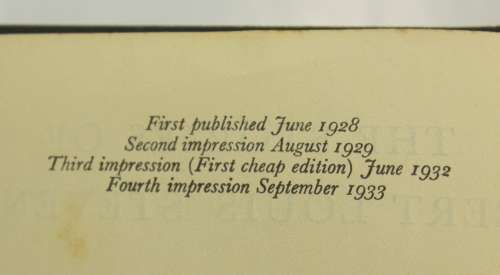 First published June 1928
Second impression August 1929
Third impression (First cheap edition) June 1932
Fourth impression September 1933